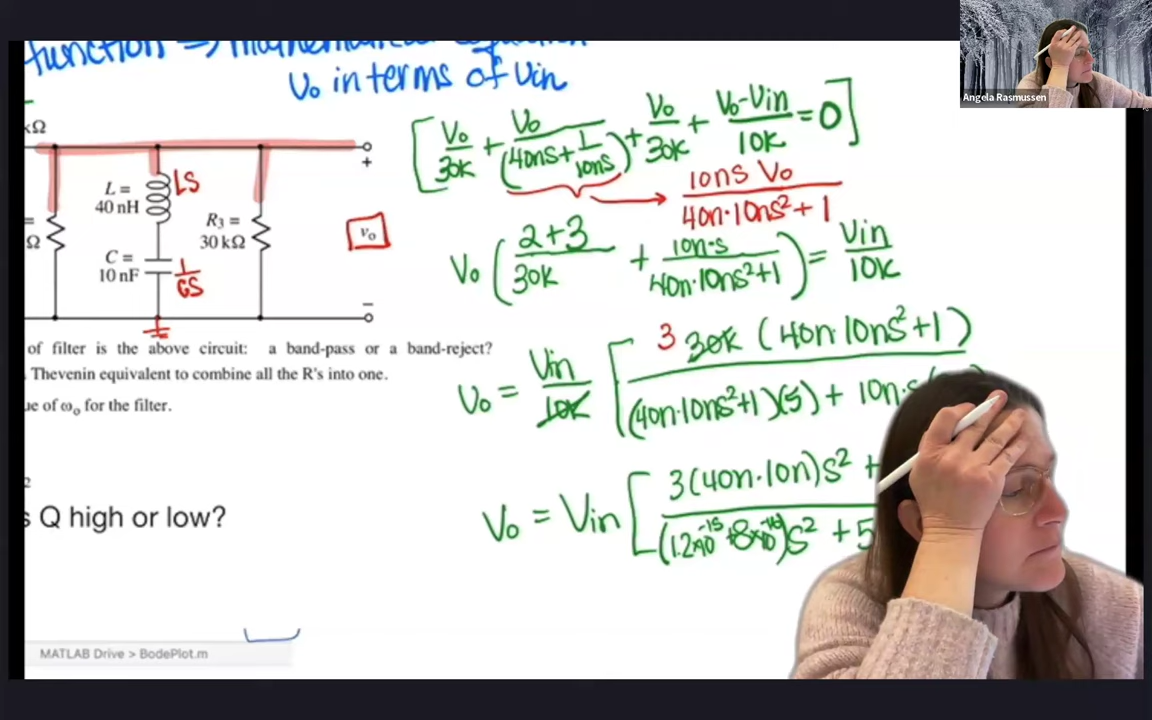 function ⇒ mathematical equation
Vo in terms of Vin
kΩ
L =
40 nH
LS
R3 =
30 kΩ
Ω
C =
10 nF
1/CS
vo
+
−
[Vo/30k + Vo/(40ns + 1/10ns) + Vo/30k + Vo-Vin/10k = 0]
→ 10ns Vo / 40n·10ns² + 1
Vo (2+3/30k + 10n·s/40n·10ns²+1) = Vin/10k
Vo = Vin/10k [3 30k (40n·10ns²+1) / (40n·10ns²+1)(5) + 10n·s
Vo = Vin [3(40n·10n)s² + / (1.2×10^-15 + 8×10^-16)s² + 5
of filter is the above circuit: a band-pass or a band-reject?
Thevenin equivalent to combine all the R's into one.
ue of ωo for the filter.
s Q high or low?
MATLAB Drive > BodePlot.m
Angela Rasmussen